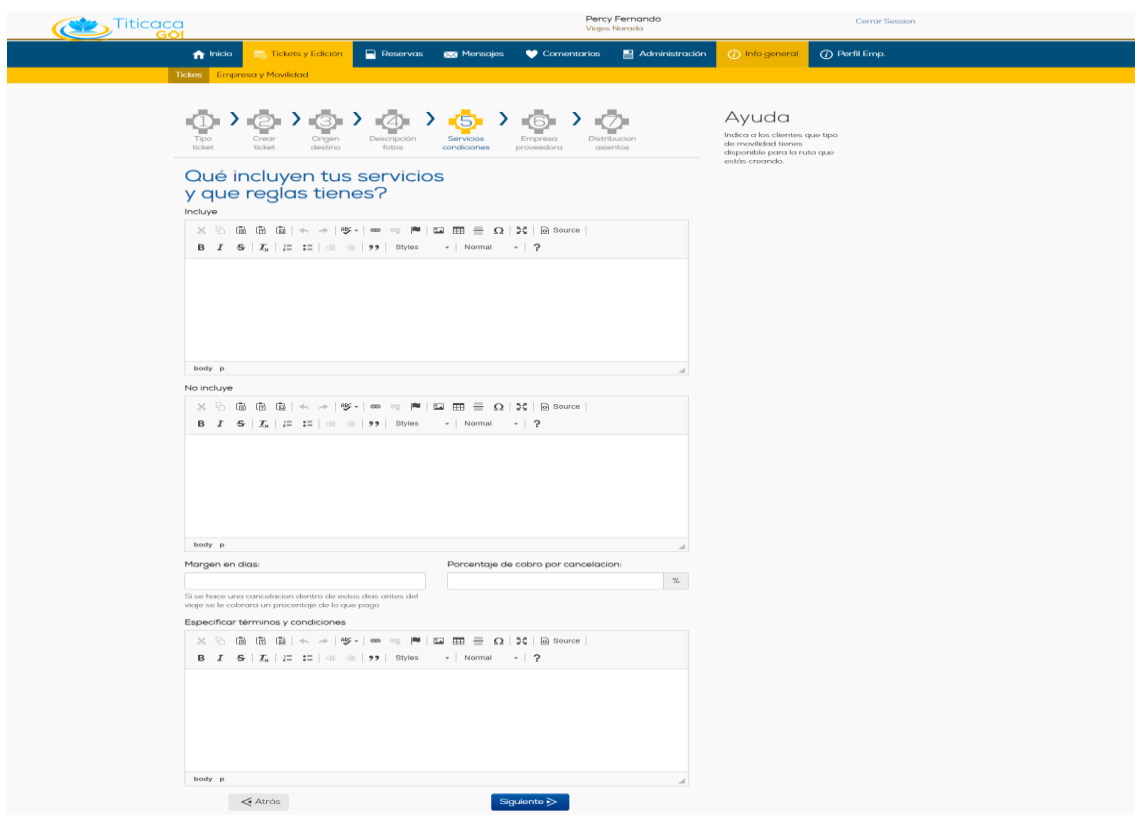 Titicaca
GO!
Percy Fernando
Viajes Narada
Cerrar Session
Inicio
Tickets y Edición
Reservas
Mensajes
Comentarios
Administración
Info general
Perfil Emp.
Tickes
Empresa y Movilidad
1
2
3
4
5
6
7
Tipo
ticket
Crear
ticket
Origen
destino
Descripción
fotos
Servicios
condiciones
Empresa
proveedora
Distribucion
asientos
Ayuda
Indica a los clientes que tipo
de movilidad tienes
disponible para la ruta que
estás creando.
Qué incluyen tus servicios
y que reglas tienes?
Incluye
Source
B I S Tx Styles Normal ?
body p
No incluye
Source
B I S Tx Styles Normal ?
body p
Margen en dias:
Porcentaje de cobro por cancelacion:
%
Si se hace una cancelacion dentro de estos dias antes del
viaje se le cobrara un procentaje de lo que paga
Especificar términos y condiciones
Source
B I S Tx Styles Normal ?
body p
Atrás
Siguiente